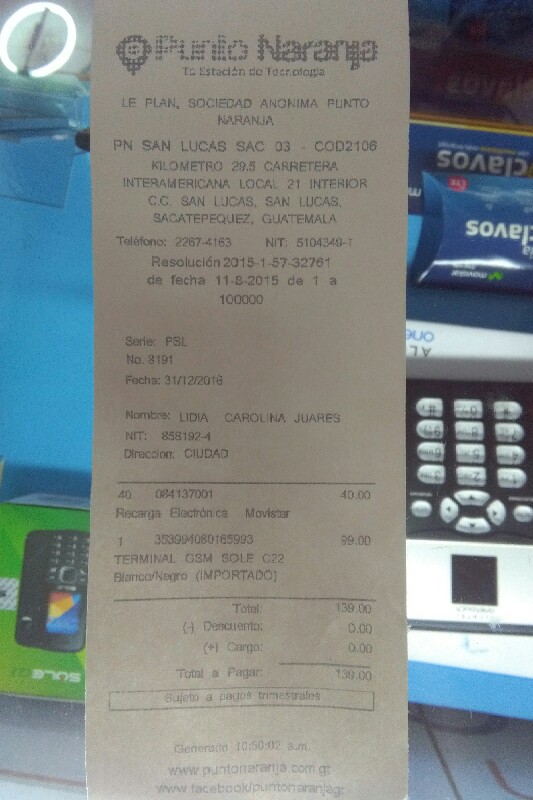 Punto Naranja
Tu Estación de Tecnología
LE PLAN, SOCIEDAD ANONIMA PUNTO
NARANJA
PN SAN LUCAS SAC 03 - COD2106
KILOMETRO 29.5 CARRETERA
INTERAMERICANA LOCAL 21 INTERIOR
C.C. SAN LUCAS, SAN LUCAS,
SACATEPEQUEZ, GUATEMALA
Teléfono: 2267-4163 NIT: 5104349-1
Resolución 2015-1-57-32761
de fecha 11-8-2015 de 1 a
100000
Serie: PSL
No. 8191
Fecha: 31/12/2016
Nombre: LIDIA CAROLINA JUARES
NIT: 858192-4
Direccion: CIUDAD
40 084137001 40.00
Recarga Electrónica Movistar
1 353994080165993 99.00
TERMINAL GSM SOLE C22
Blanco/Negro (IMPORTADO)
Total: 139.00
(-) Descuento: 0.00
(+) Cargo: 0.00
Total a Pagar: 139.00
Sujeto a pagos trimestrales
Generado 10:50:02 a.m.
www.puntonaranja.com.gt
www.facebook/puntonaranjagt
clavos
clavos
movistar
SOLE